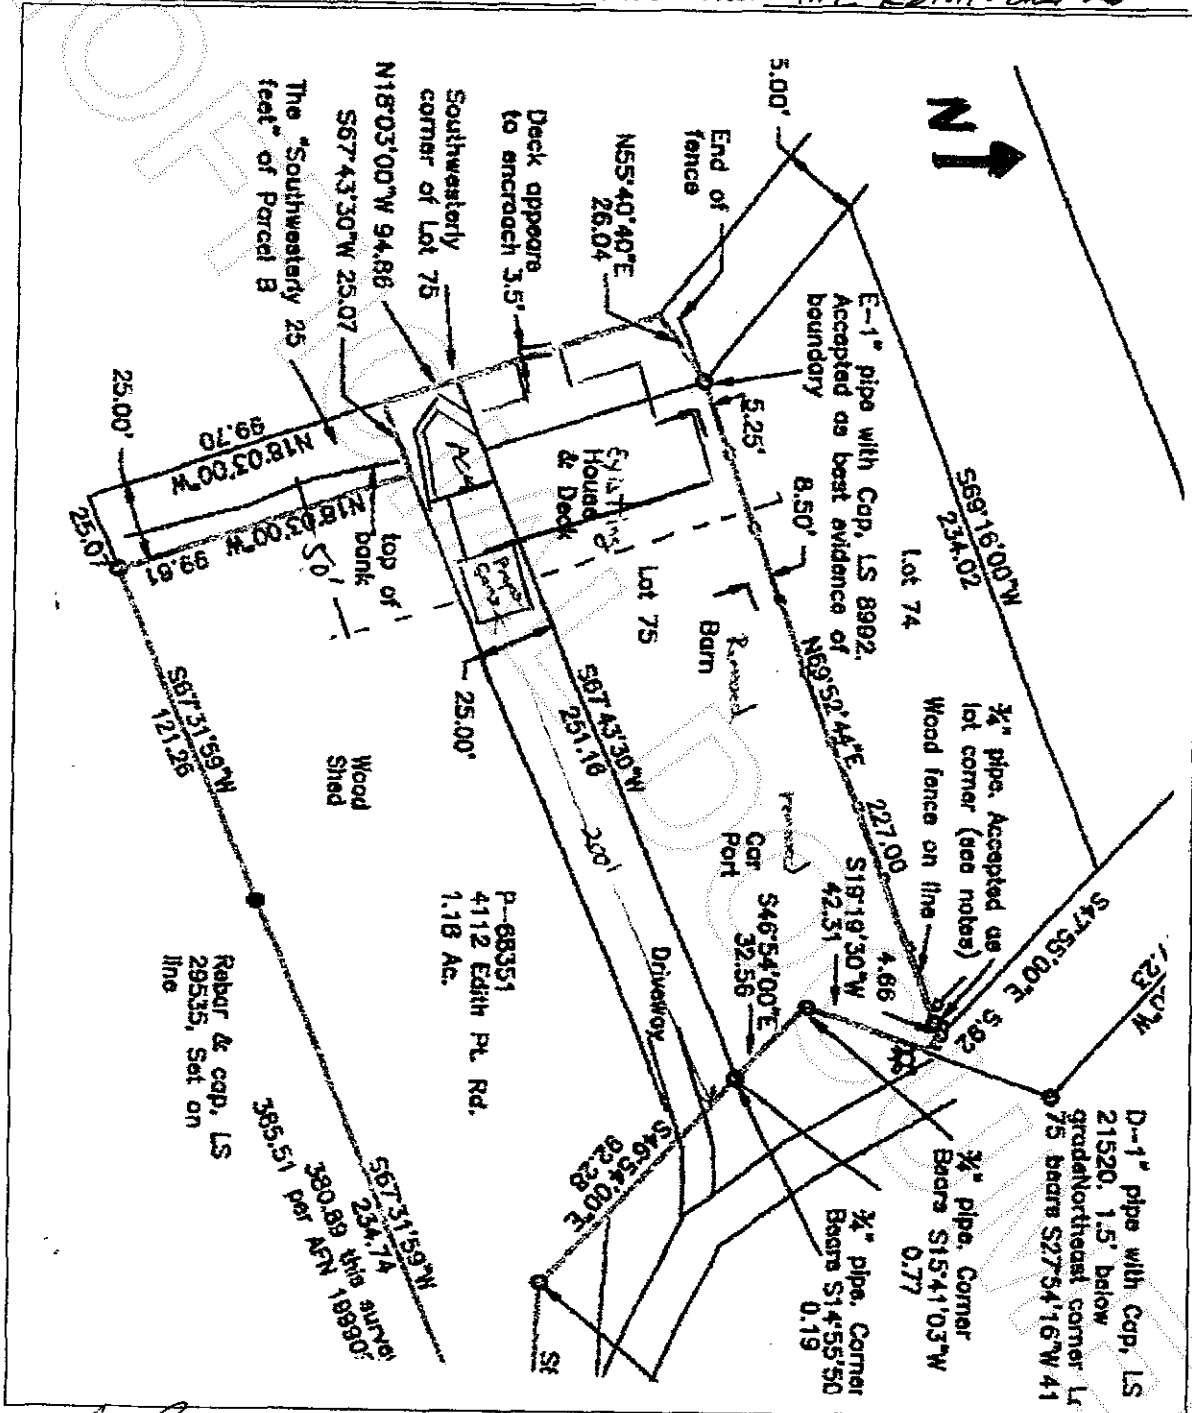 N
5.00'
End of
fence
N55°40'40"E
26.04
Deck appears
to encroach 3.5'
Southwesterly
corner of Lot 75
N18°03'00"W 94.86
S67°43'30"W 25.07
The "Southwesterly 25
feet" of Parcel B
E-1" pipe with Cap, LS 8992.
Accepted as best evidence of
boundary
S69°16'00"W
234.02
Lot 74
5.25'
8.50'
Existing
House
& Deck
Lot 75
Barn
Removed
N69°52'44"E
227.00
¾" pipe. Accepted as
lot corner (see notes)
Wood fence on line
S47°55'00"E
5.92
4.66
S19°19'30"W
42.31
S46°54'00"E
32.56
Car
Port
Removed
S67°43'30"W
251.16
25.00'
200'
Driveway
25.00'
99.70
N18°03'00"W
N18°03'00"W
99.61
50'
top of
bank
25.07
S67°31'59"W
121.26
Wood
Shed
P-68351
4112 Edith Pt. Rd.
1.18 Ac.
Rebar & cap, LS
29535, Set on
line
S67°31'59"W
234.74
380.89 this survey
385.51 per AFN
S46°54'00"E
92.28
D-1" pipe with Cap, LS
21520, 1.5' below
gradeNortheast corner
75 bears S27°54'16"W 41
¾" pipe. Corner
Bears S15°41'03"W
0.77
¾" pipe. Corner
Bears S14°55'50
0.19